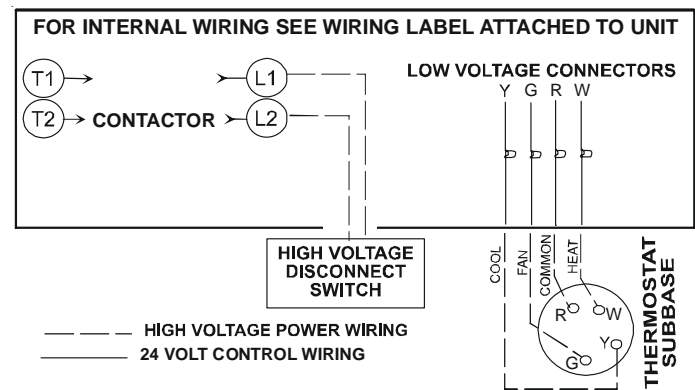 FOR INTERNAL WIRING SEE WIRING LABEL ATTACHED TO UNIT
T1
L1
LOW VOLTAGE CONNECTORS
Y G R W
T2
CONTACTOR
L2
HIGH VOLTAGE
DISCONNECT
SWITCH
COOL
FAN
COMMON
HEAT
R
W
Y
G
THERMOSTAT
SUBBASE
HIGH VOLTAGE POWER WIRING
24 VOLT CONTROL WIRING